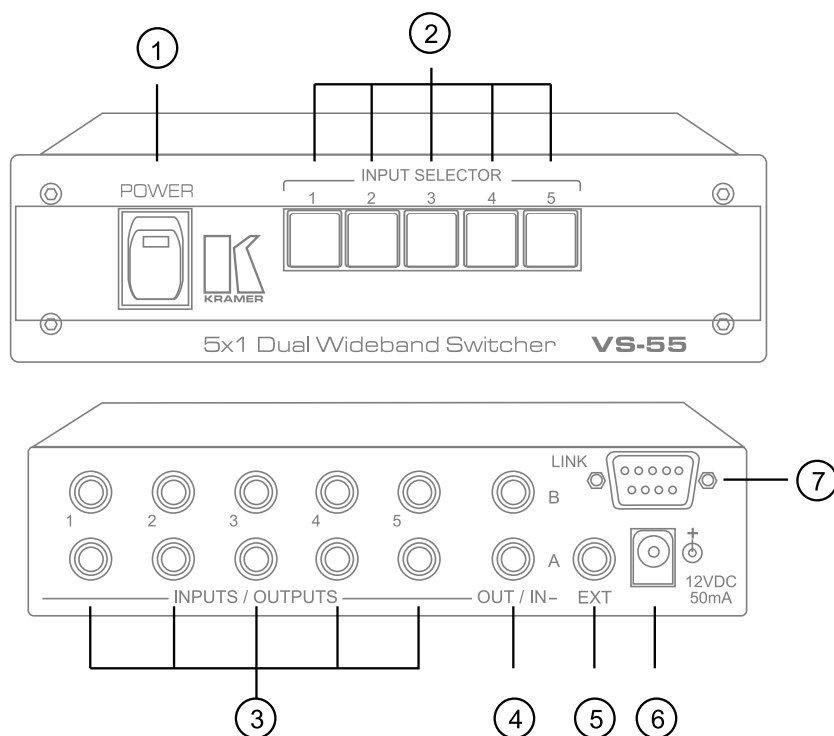 1 2
INPUT SELECTOR
POWER
1 2 3 4 5
KRAMER
5x1 Dual Wideband Switcher VS-55
LINK
7
B
1 2 3 4 5
A
+
12VDC
50mA
INPUTS / OUTPUTS OUT / IN EXT
3 4 5 6